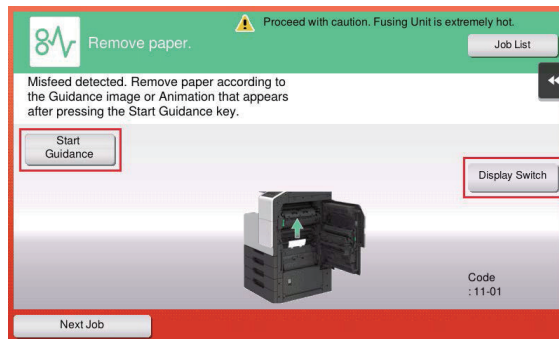 Proceed with caution. Fusing Unit is extremely hot.
Remove paper.
Job List
Misfeed detected. Remove paper according to
the Guidance image or Animation that appears
after pressing the Start Guidance key.
Start
Guidance
Display Switch
Code
: 11-01
Next Job